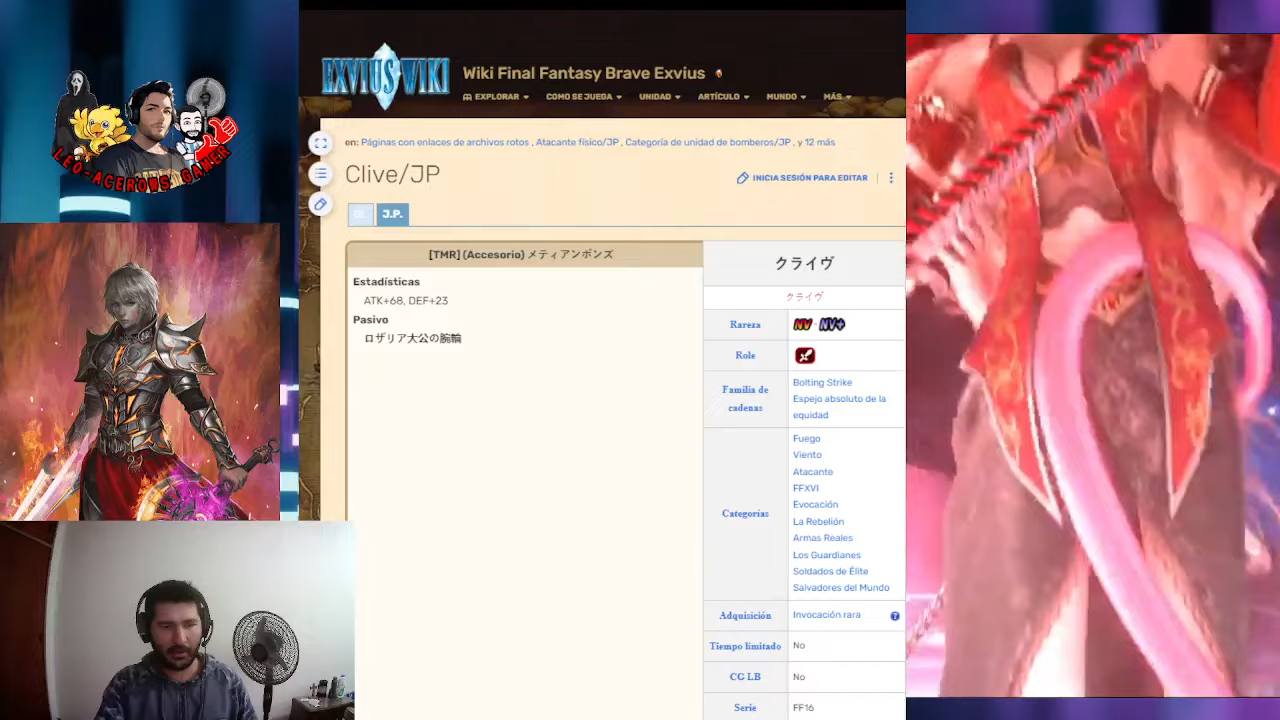 EXVIUS WIKI
Wiki Final Fantasy Brave Exvius
EXPLORAR
COMO SE JUEGA
UNIDAD
ARTÍCULO
MUNDO
MÁS
LEO-ACEROWS GAMER
en: Páginas con enlaces de archivos rotos , Atacante físico/JP , Categoría de unidad de bomberos/JP , y 12 más
Clive/JP
INICIA SESIÓN PARA EDITAR
J.P.
[TMR] (Accesorio) メティアンボンズ
Estadísticas
ATK+68, DEF+23
Pasivo
ロザリア大公の腕輪
クライヴ
クライヴ
Rareza
NV - NV+
Role
Familia de cadenas
Bolting Strike
Espejo absoluto de la
equidad
Categorías
Fuego
Viento
Atacante
FFXVI
Evocación
La Rebelión
Armas Reales
Los Guardianes
Soldados de Élite
Salvadores del Mundo
Adquisición
Invocación rara
?
Tiempo limitado
No
CG LB
No
Serie
FF16